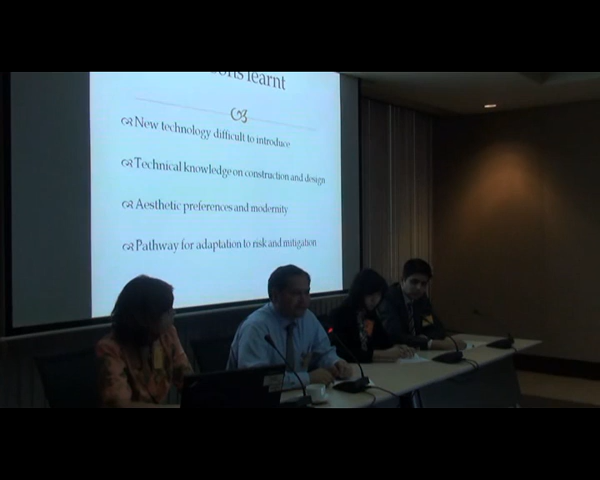 learnt
New technology difficult to introduce
Technical knowledge on construction and design
Aesthetic preferences and modernity
Pathway for adaptation to risk and mitigation